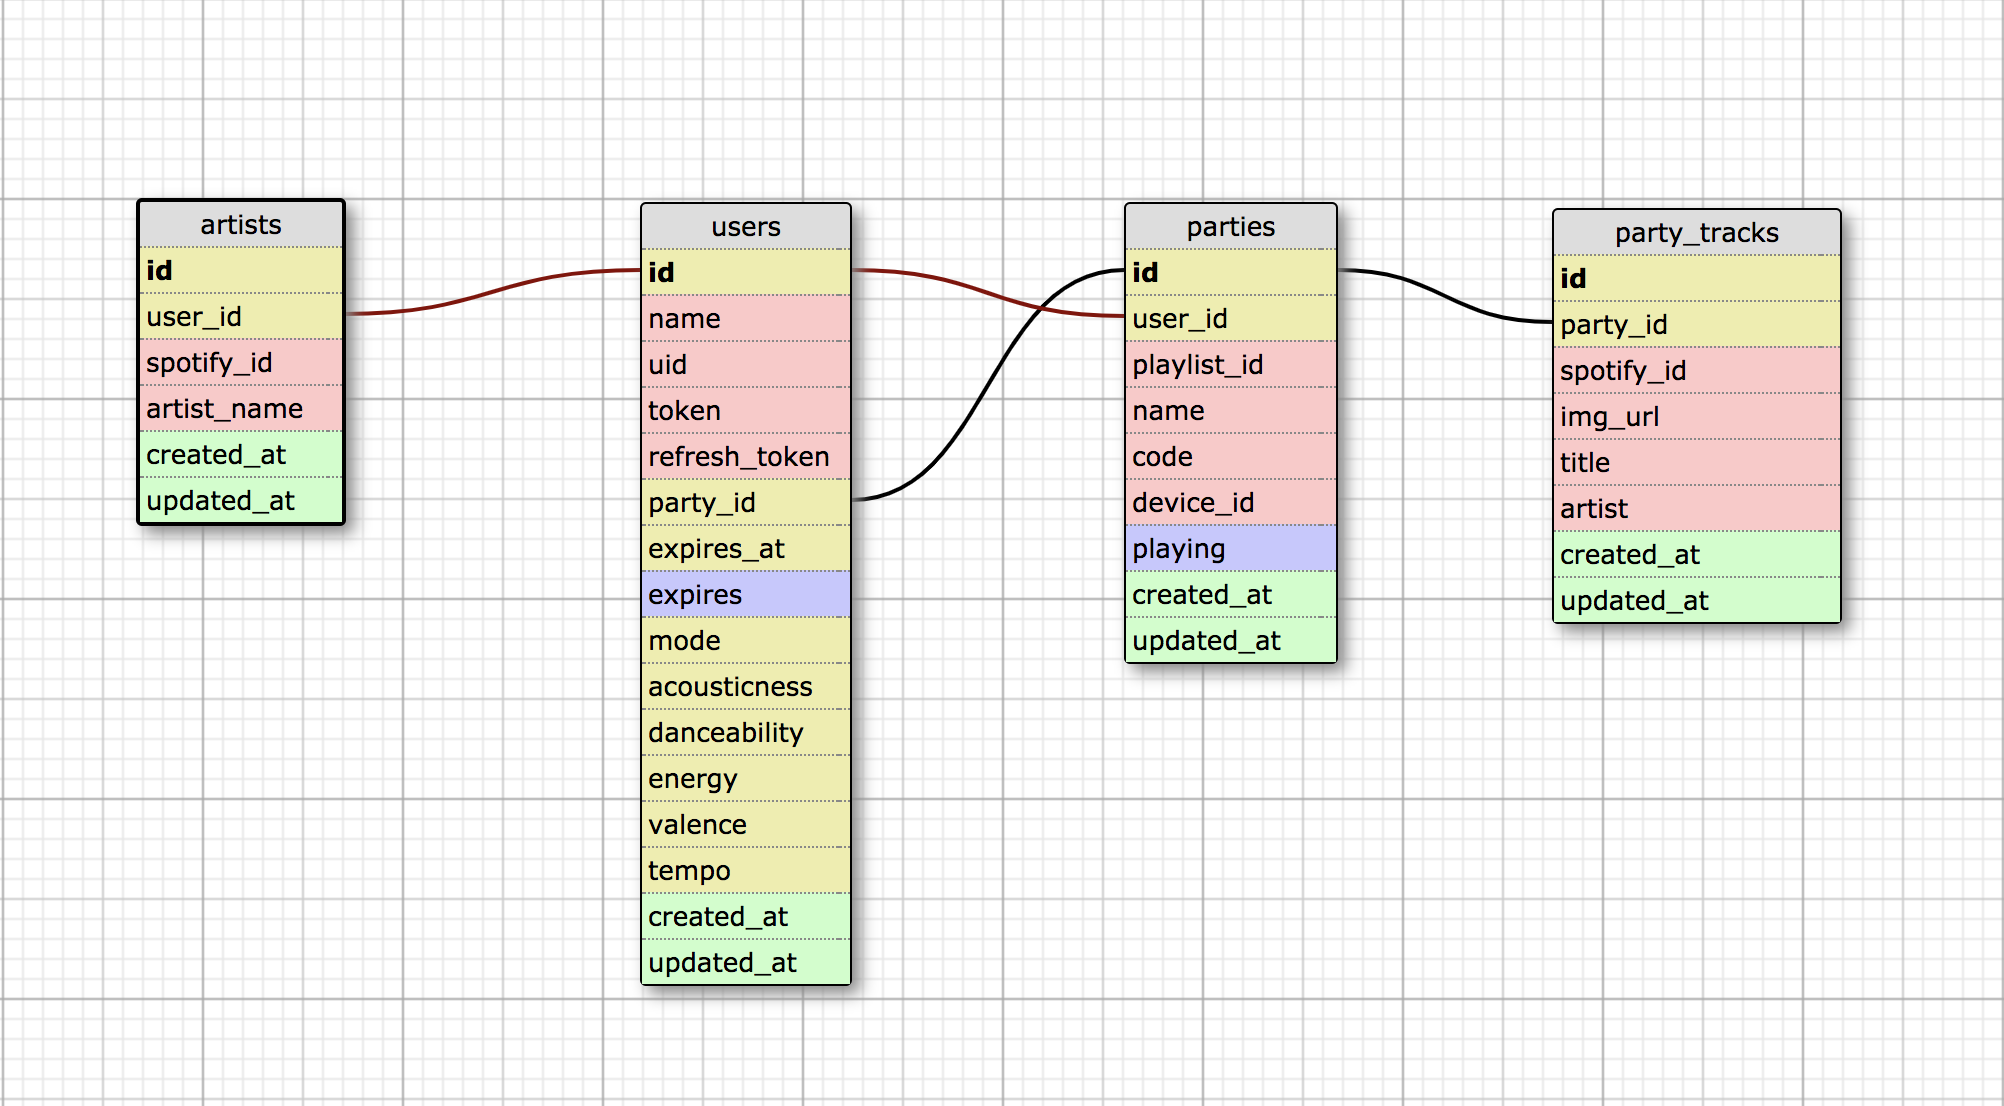 artists
id
user_id
spotify_id
artist_name
created_at
updated_at
users
id
name
uid
token
refresh_token
party_id
expires_at
expires
mode
acousticness
danceability
energy
valence
tempo
created_at
updated_at
parties
id
user_id
playlist_id
name
code
device_id
playing
created_at
updated_at
party_tracks
id
party_id
spotify_id
img_url
title
artist
created_at
updated_at